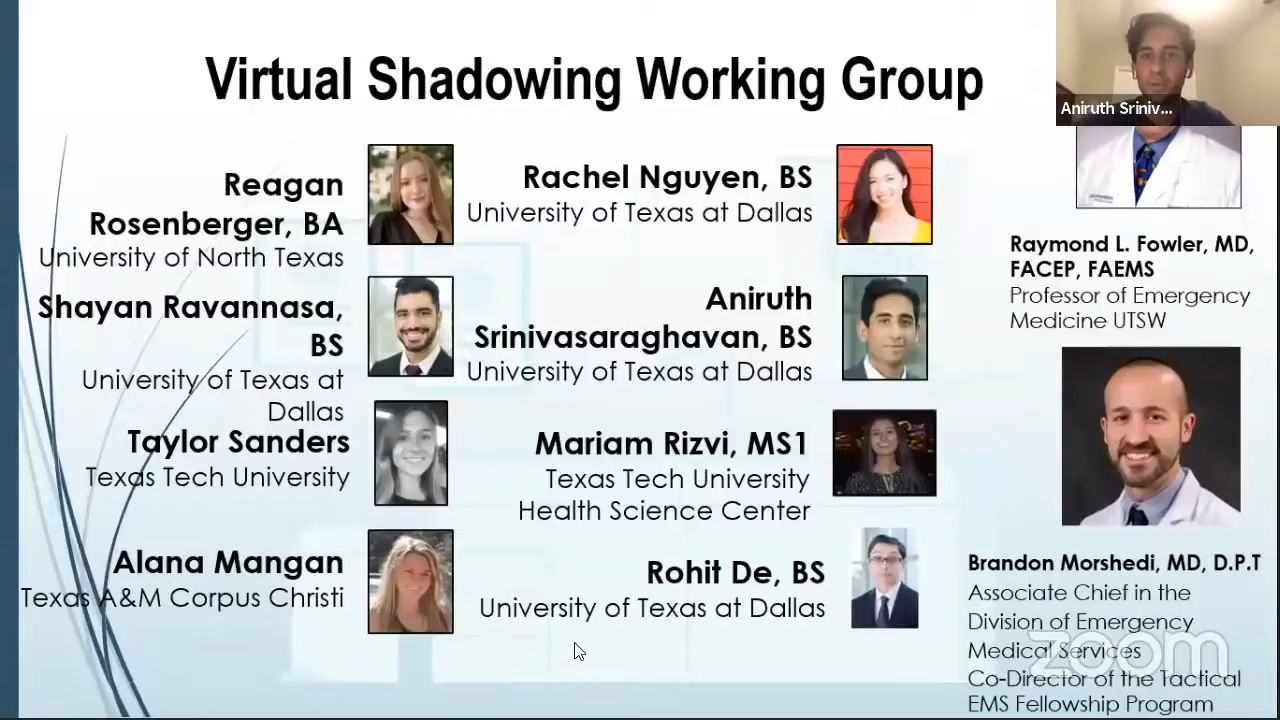 Virtual Shadowing Working Group
Aniruth Sriniv...
Reagan
Rosenberger, BA
University of North Texas
Rachel Nguyen, BS
University of Texas at Dallas
Shayan Ravannasa,
BS
University of Texas at
Dallas
Aniruth
Srinivasaraghavan, BS
University of Texas at Dallas
Taylor Sanders
Texas Tech University
Mariam Rizvi, MS1
Texas Tech University
Health Science Center
Alana Mangan
Texas A&M Corpus Christi
Rohit De, BS
University of Texas at Dallas
Raymond L. Fowler, MD,
FACEP, FAEMS
Professor of Emergency
Medicine UTSW
Brandon Morshedi, MD, D.P.T
Associate Chief in the
Division of Emergency
Medical Services
Co-Director of the Tactical
EMS Fellowship Program
zoom